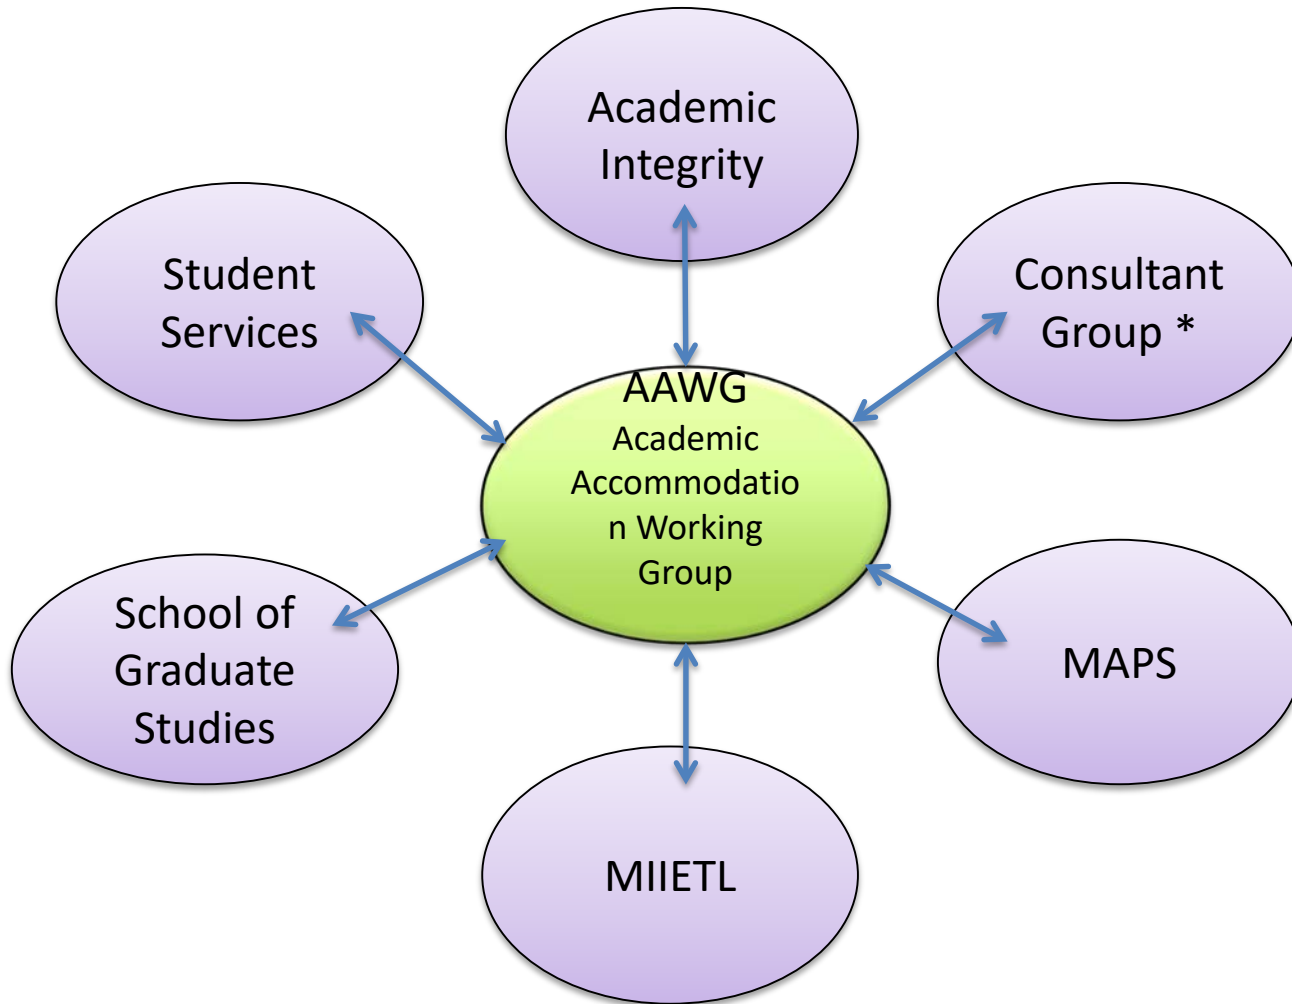 Academic
Integrity
Student
Services
Consultant
Group *
AAWG
Academic
Accommodatio
n Working
Group
School of
Graduate
Studies
MAPS
MIIETL